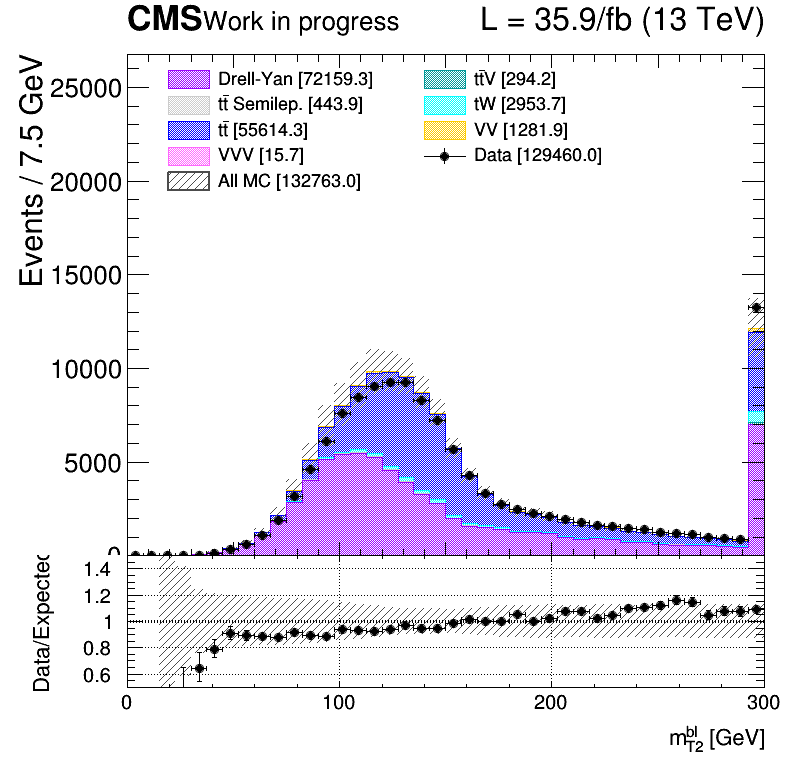 CMS Work in progress L = 35.9/fb (13 TeV)
Events / 7.5 GeV
25000
20000
15000
10000
5000
0
Drell-Yan [72159.3]
tt̄ Semilep. [443.9]
tt̄ [55614.3]
VVV [15.7]
All MC [132763.0]
tt̄V [294.2]
tW [2953.7]
VV [1281.9]
Data [129460.0]
Data/Expected
1.4
1.2
1
0.8
0.6
0 100 200 300
m^{bl}_{T2} [GeV]